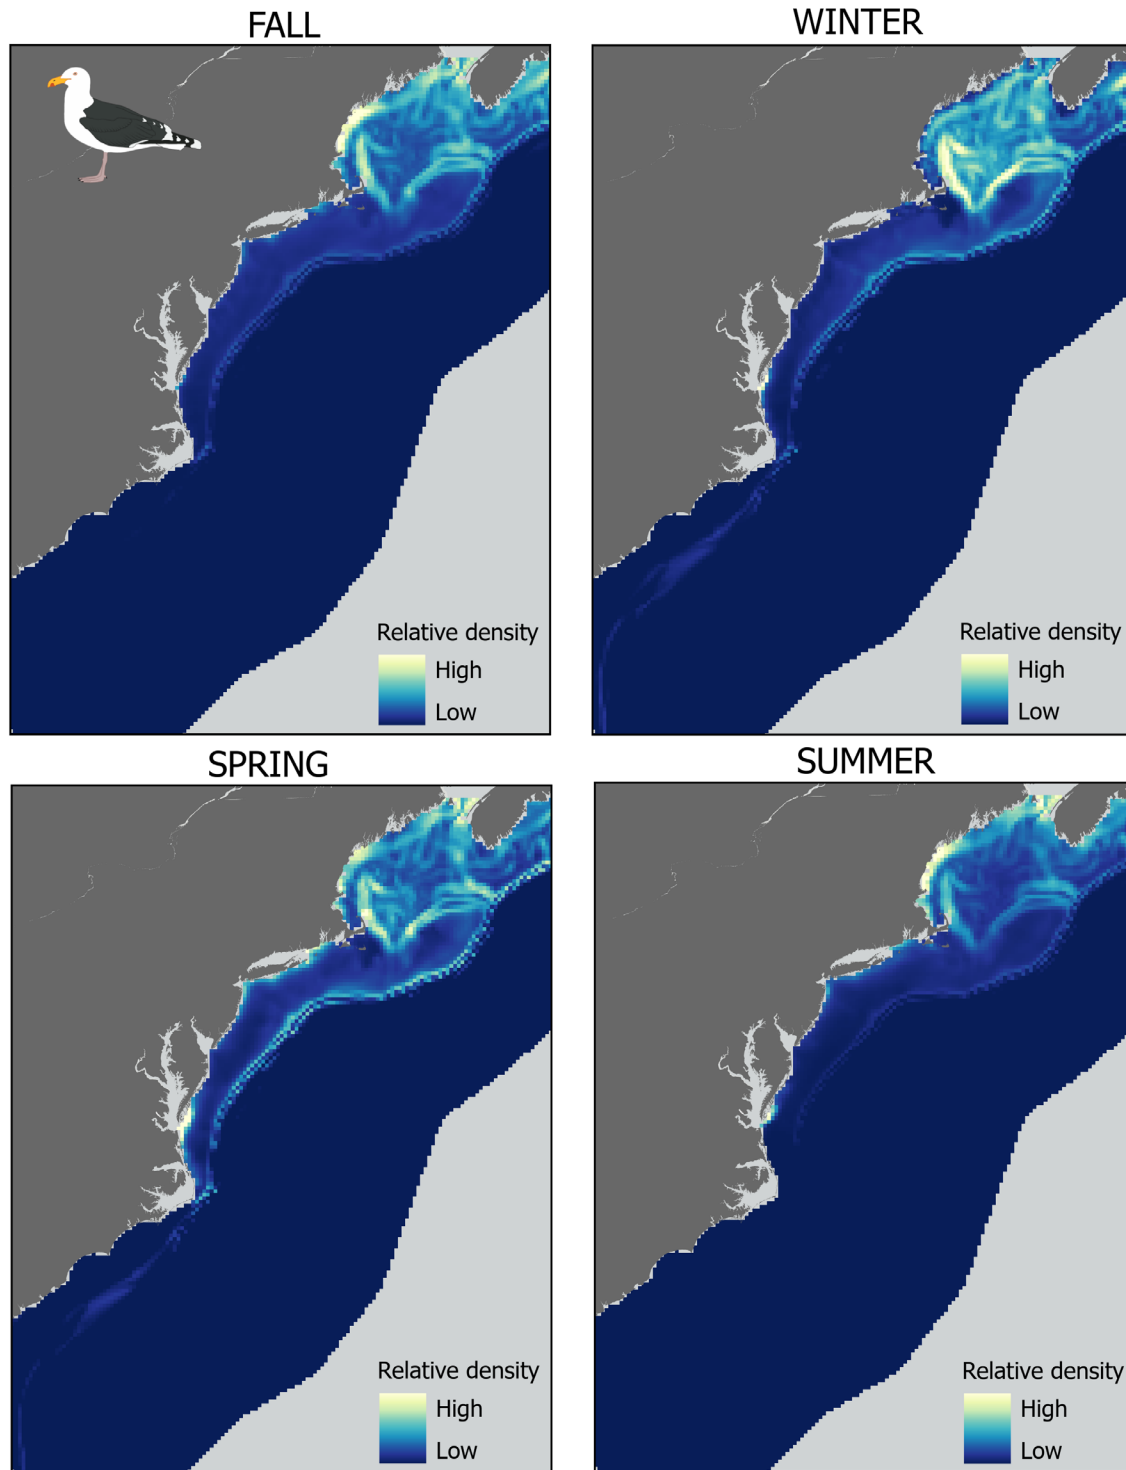 FALL
WINTER
Relative density
High
Low
Relative density
High
Low
SPRING
SUMMER
Relative density
High
Low
Relative density
High
Low